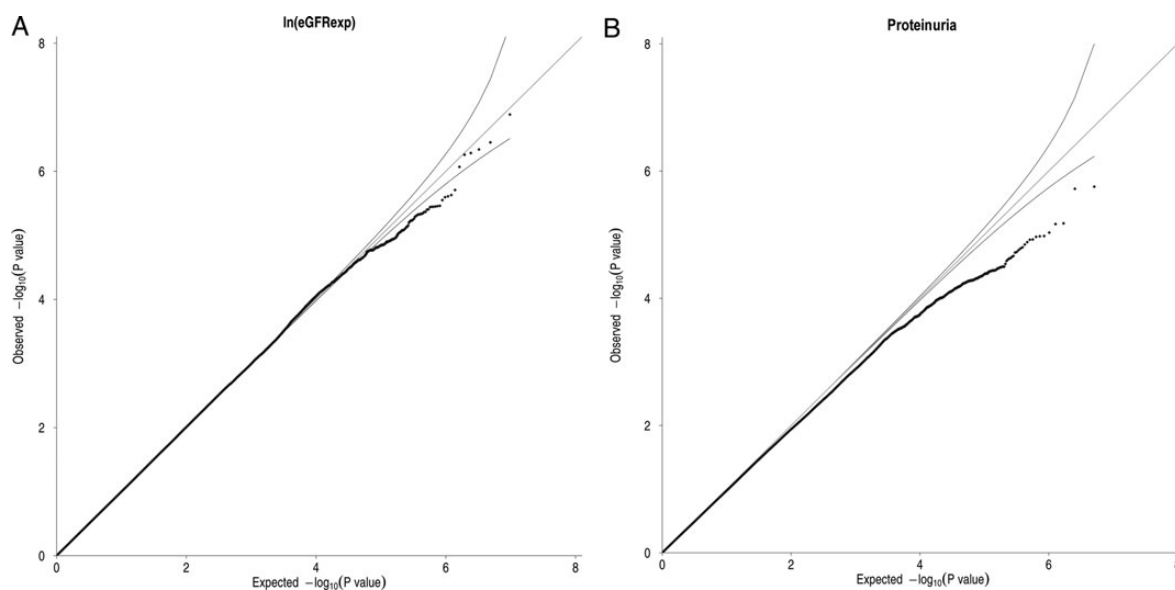 A
ln(eGFRexp)
8
6
4
2
0
Observed −log10(P value)
0 2 4 6 8
Expected −log10(P value)
B
Proteinuria
8
6
4
2
0
Observed −log10(P value)
0 2 4 6 8
Expected −log10(P value)